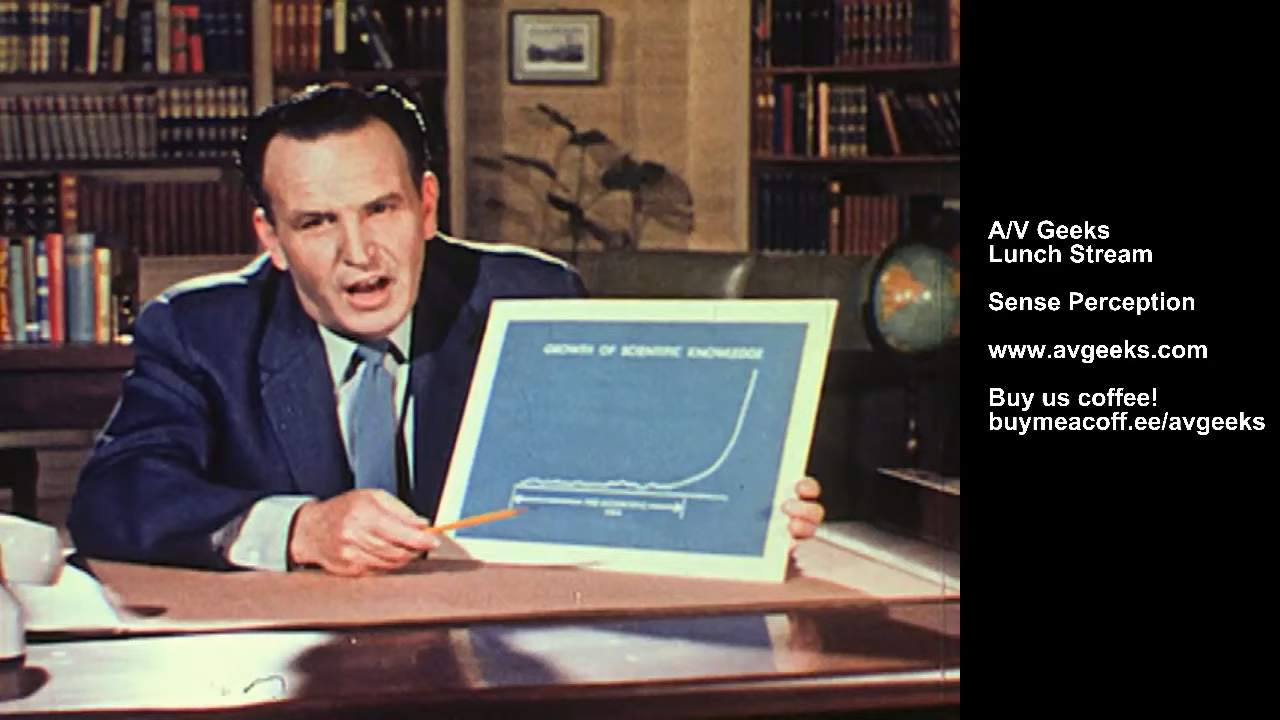 GROWTH OF SCIENTIFIC KNOWLEDGE
A/V Geeks
Lunch Stream
Sense Perception
www.avgeeks.com
Buy us coffee!
buymeacoff.ee/avgeeks